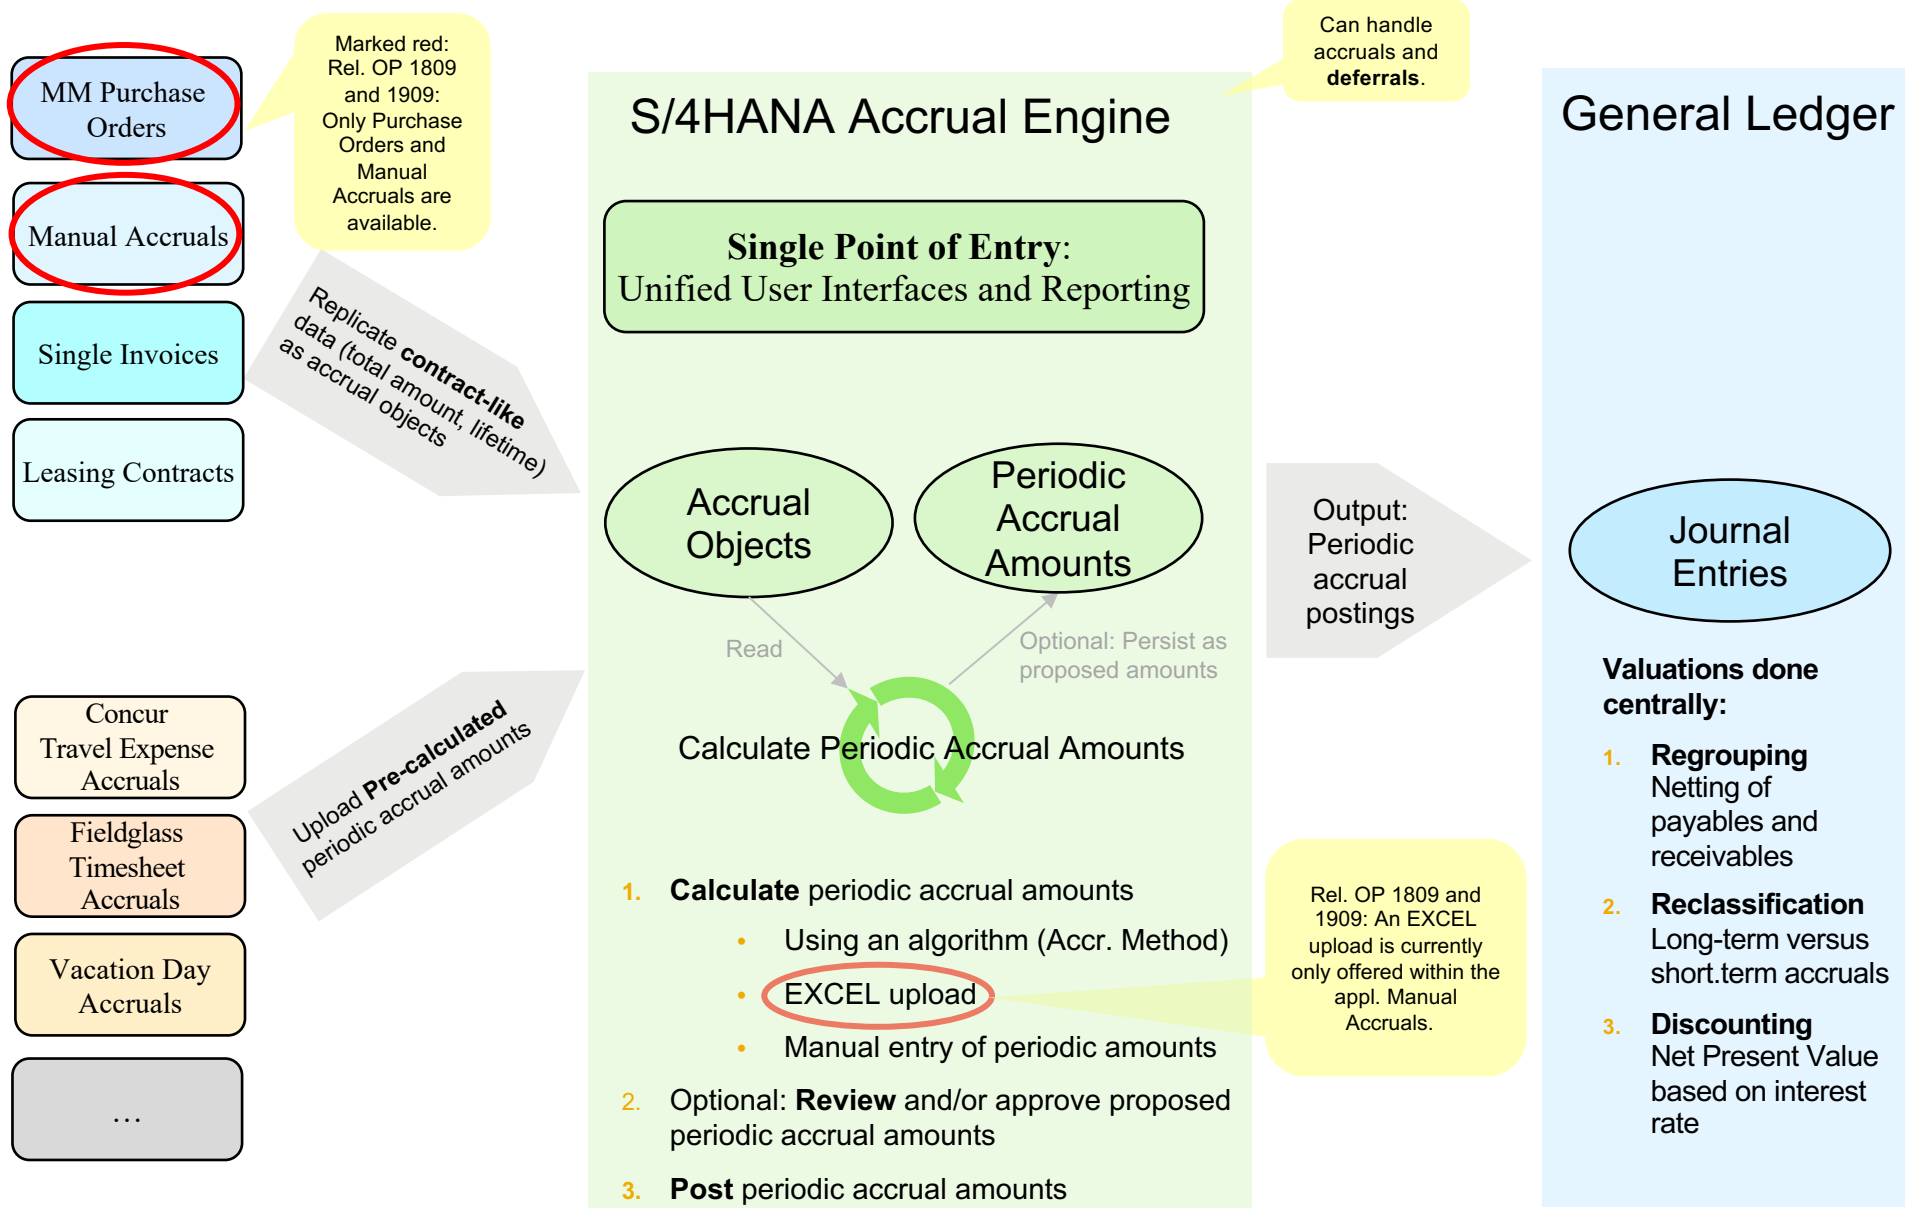 MM Purchase
Orders
Manual Accruals
Single Invoices
Leasing Contracts
Marked red:
Rel. OP 1809
and 1909:
Only Purchase
Orders and
Manual
Accruals are
available.
Replicate contract-like
data (total amount, lifetime)
as accrual objects
Concur
Travel Expense
Accruals
Fieldglass
Timesheet
Accruals
Vacation Day
Accruals
…
Upload Pre-calculated
periodic accrual amounts
S/4HANA Accrual Engine
Can handle
accruals and
deferrals.
Single Point of Entry:
Unified User Interfaces and Reporting
Accrual
Objects
Periodic
Accrual
Amounts
Read
Optional: Persist as
proposed amounts
Calculate Periodic Accrual Amounts
1. Calculate periodic accrual amounts
• Using an algorithm (Accr. Method)
• EXCEL upload
• Manual entry of periodic amounts
2. Optional: Review and/or approve proposed
periodic accrual amounts
3. Post periodic accrual amounts
Rel. OP 1809 and
1909: An EXCEL
upload is currently
only offered within the
appl. Manual
Accruals.
Output:
Periodic
accrual
postings
General Ledger
Journal
Entries
Valuations done
centrally:
1. Regrouping
Netting of
payables and
receivables
2. Reclassification
Long-term versus
short.term accruals
3. Discounting
Net Present Value
based on interest
rate